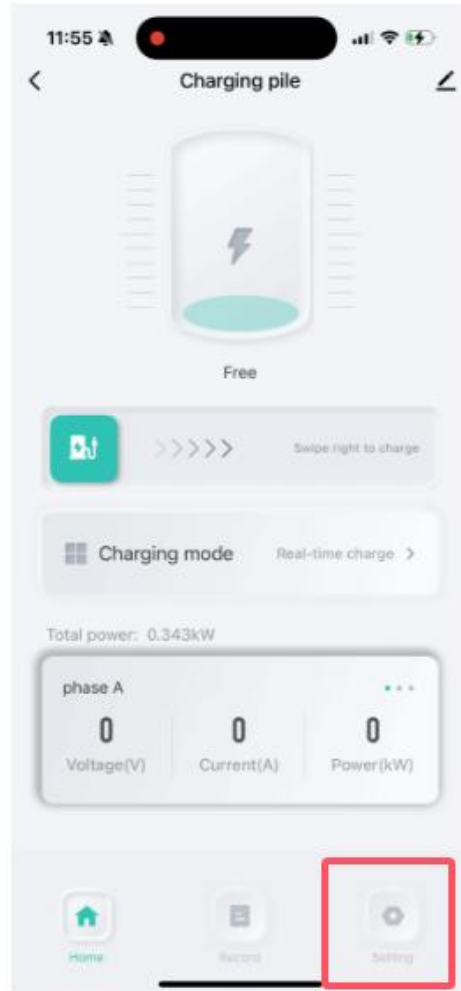 11:55
Charging pile
Free
Swipe right to charge
Charging mode Real-time charge >
Total power: 0.343kW
phase A
0 0 0
Voltage(V) Current(A) Power(kW)
Home Record Setting